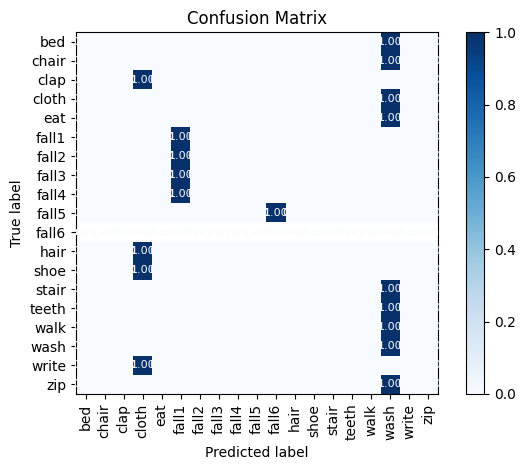 Confusion Matrix
True label
bed 1.00
chair 1.00
clap 1.00
cloth 1.00
eat 1.00
fall1 1.00
fall2 1.00
fall3 1.00
fall4 1.00
fall5 1.00
fall6
hair 1.00
shoe 1.00
stair 1.00
teeth 1.00
walk 1.00
wash 1.00
write 1.00
zip 1.00
bed chair clap cloth eat fall1 fall2 fall3 fall4 fall5 fall6 hair shoe stair teeth walk wash write zip
Predicted label
1.0
0.8
0.6
0.4
0.2
0.0